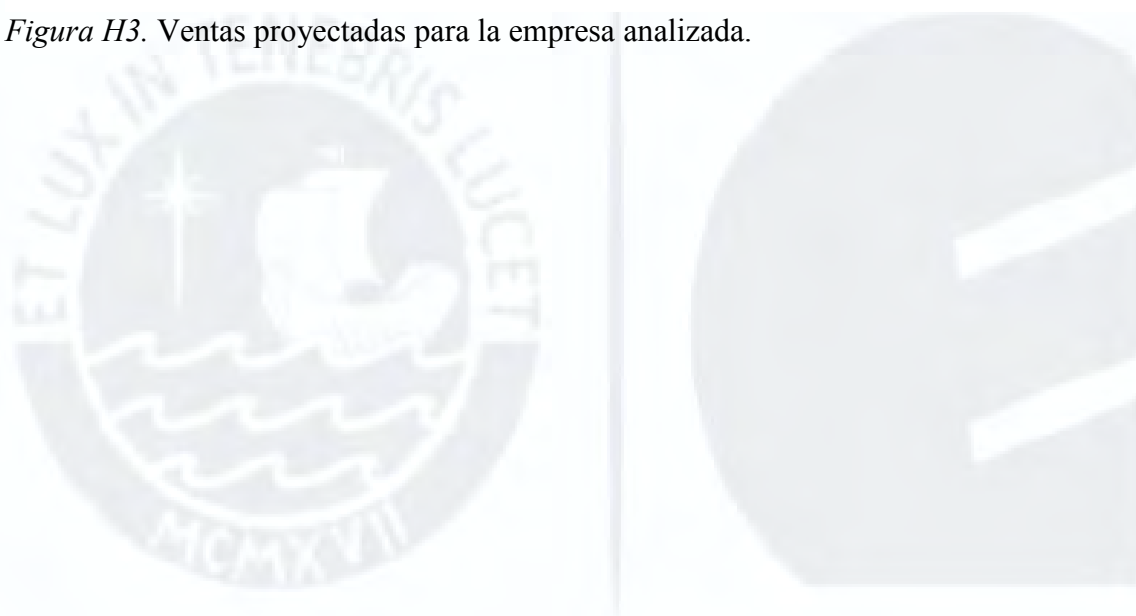 Figura H3. Ventas proyectadas para la empresa analizada.
ET LUX IN TENEBRIS LUCET
MCMXVII